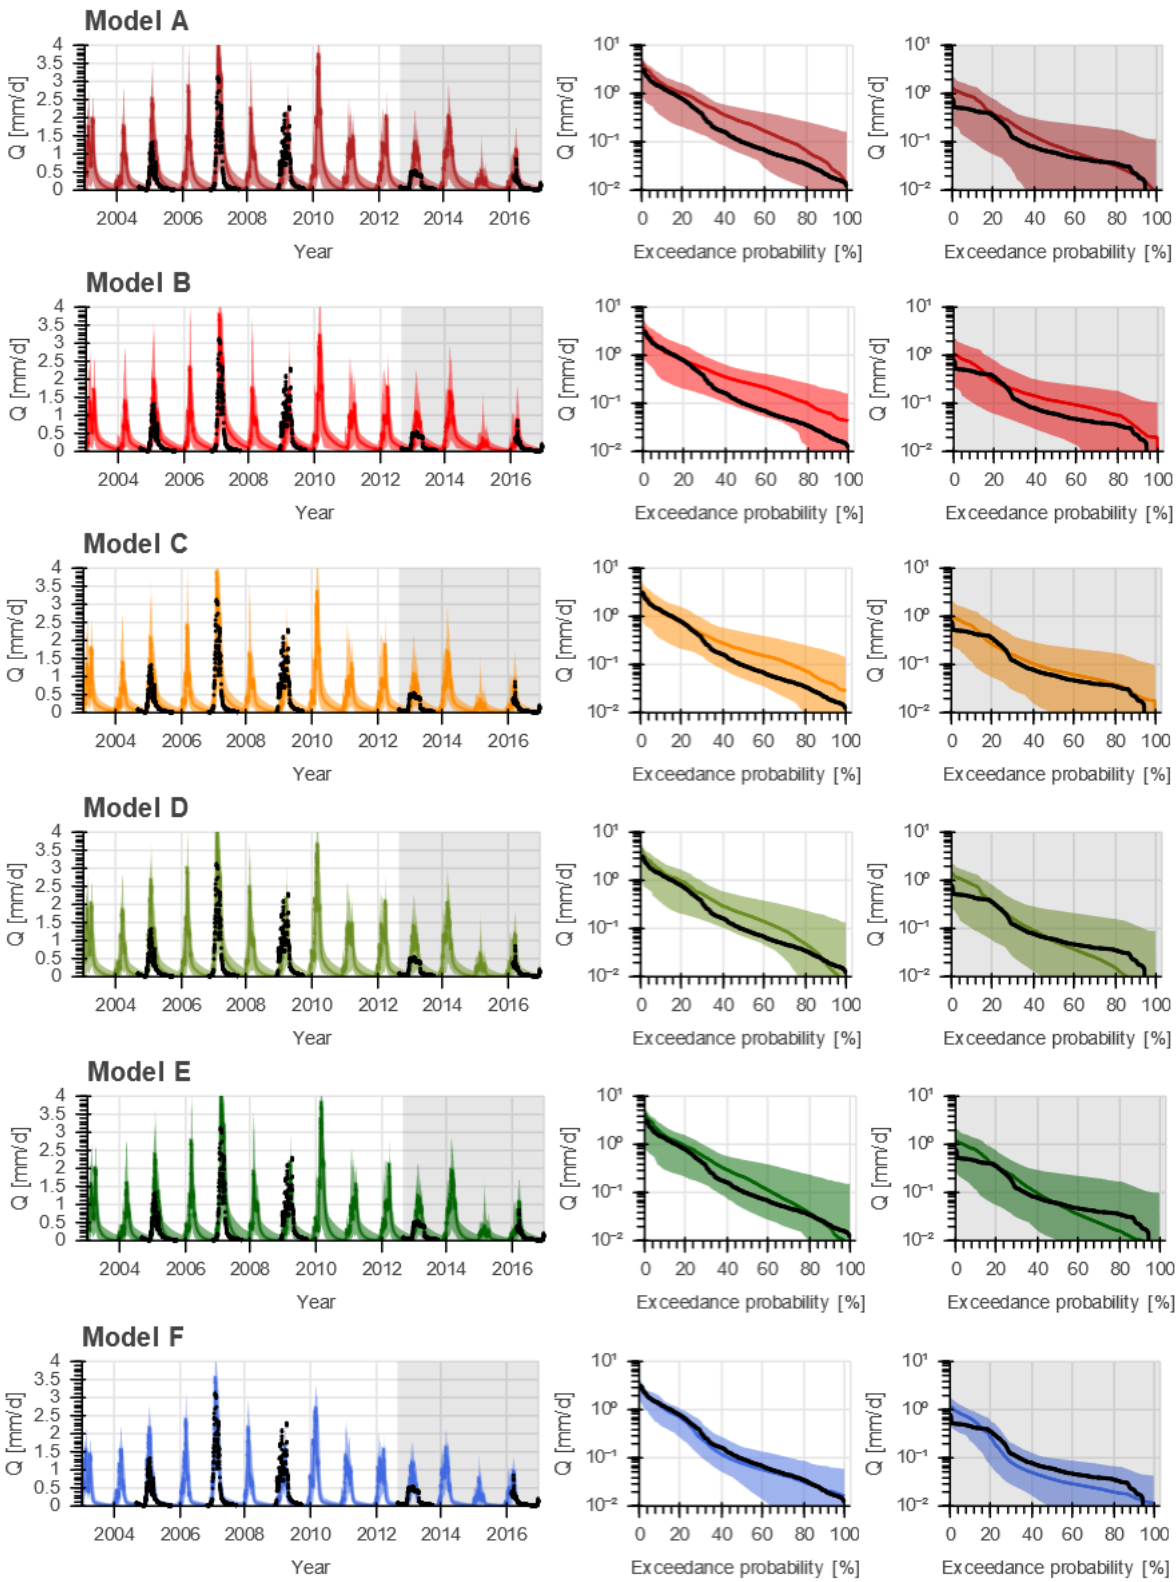 Model A
4
3.5
3
2.5
2
1.5
1
0.5
0
Q [mm/d]
2004 2006 2008 2010 2012 2014 2016
Year
10¹
10⁰
10⁻¹
10⁻²
Q [mm/d]
0 20 40 60 80 100
Exceedance probability [%]
10¹
10⁰
10⁻¹
10⁻²
Q [mm/d]
0 20 40 60 80 100
Exceedance probability [%]
Model B
4
3.5
3
2.5
2
1.5
1
0.5
0
Q [mm/d]
2004 2006 2008 2010 2012 2014 2016
Year
10¹
10⁰
10⁻¹
10⁻²
Q [mm/d]
0 20 40 60 80 100
Exceedance probability [%]
10¹
10⁰
10⁻¹
10⁻²
Q [mm/d]
0 20 40 60 80 100
Exceedance probability [%]
Model C
4
3.5
3
2.5
2
1.5
1
0.5
0
Q [mm/d]
2004 2006 2008 2010 2012 2014 2016
Year
10¹
10⁰
10⁻¹
10⁻²
Q [mm/d]
0 20 40 60 80 100
Exceedance probability [%]
10¹
10⁰
10⁻¹
10⁻²
Q [mm/d]
0 20 40 60 80 100
Exceedance probability [%]
Model D
4
3.5
3
2.5
2
1.5
1
0.5
0
Q [mm/d]
2004 2006 2008 2010 2012 2014 2016
Year
10¹
10⁰
10⁻¹
10⁻²
Q [mm/d]
0 20 40 60 80 100
Exceedance probability [%]
10¹
10⁰
10⁻¹
10⁻²
Q [mm/d]
0 20 40 60 80 100
Exceedance probability [%]
Model E
4
3.5
3
2.5
2
1.5
1
0.5
0
Q [mm/d]
2004 2006 2008 2010 2012 2014 2016
Year
10¹
10⁰
10⁻¹
10⁻²
Q [mm/d]
0 20 40 60 80 100
Exceedance probability [%]
10¹
10⁰
10⁻¹
10⁻²
Q [mm/d]
0 20 40 60 80 100
Exceedance probability [%]
Model F
4
3.5
3
2.5
2
1.5
1
0.5
0
Q [mm/d]
2004 2006 2008 2010 2012 2014 2016
Year
10¹
10⁰
10⁻¹
10⁻²
Q [mm/d]
0 20 40 60 80 100
Exceedance probability [%]
10¹
10⁰
10⁻¹
10⁻²
Q [mm/d]
0 20 40 60 80 100
Exceedance probability [%]